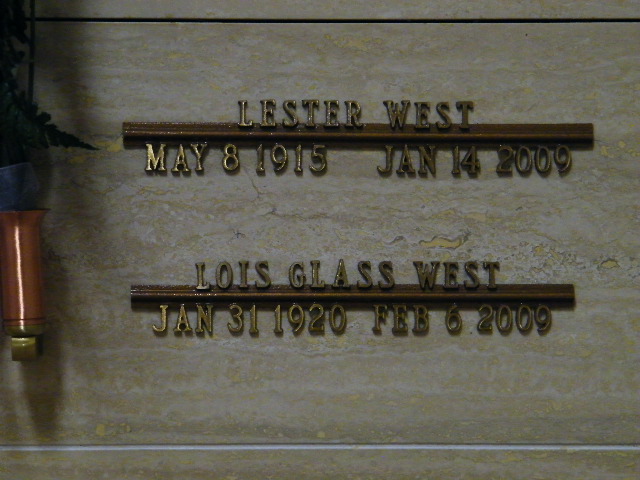 LESTER WEST
MAY 8 1915 JAN 14 2009
LOIS GLASS WEST
JAN 31 1920 FEB 6 2009